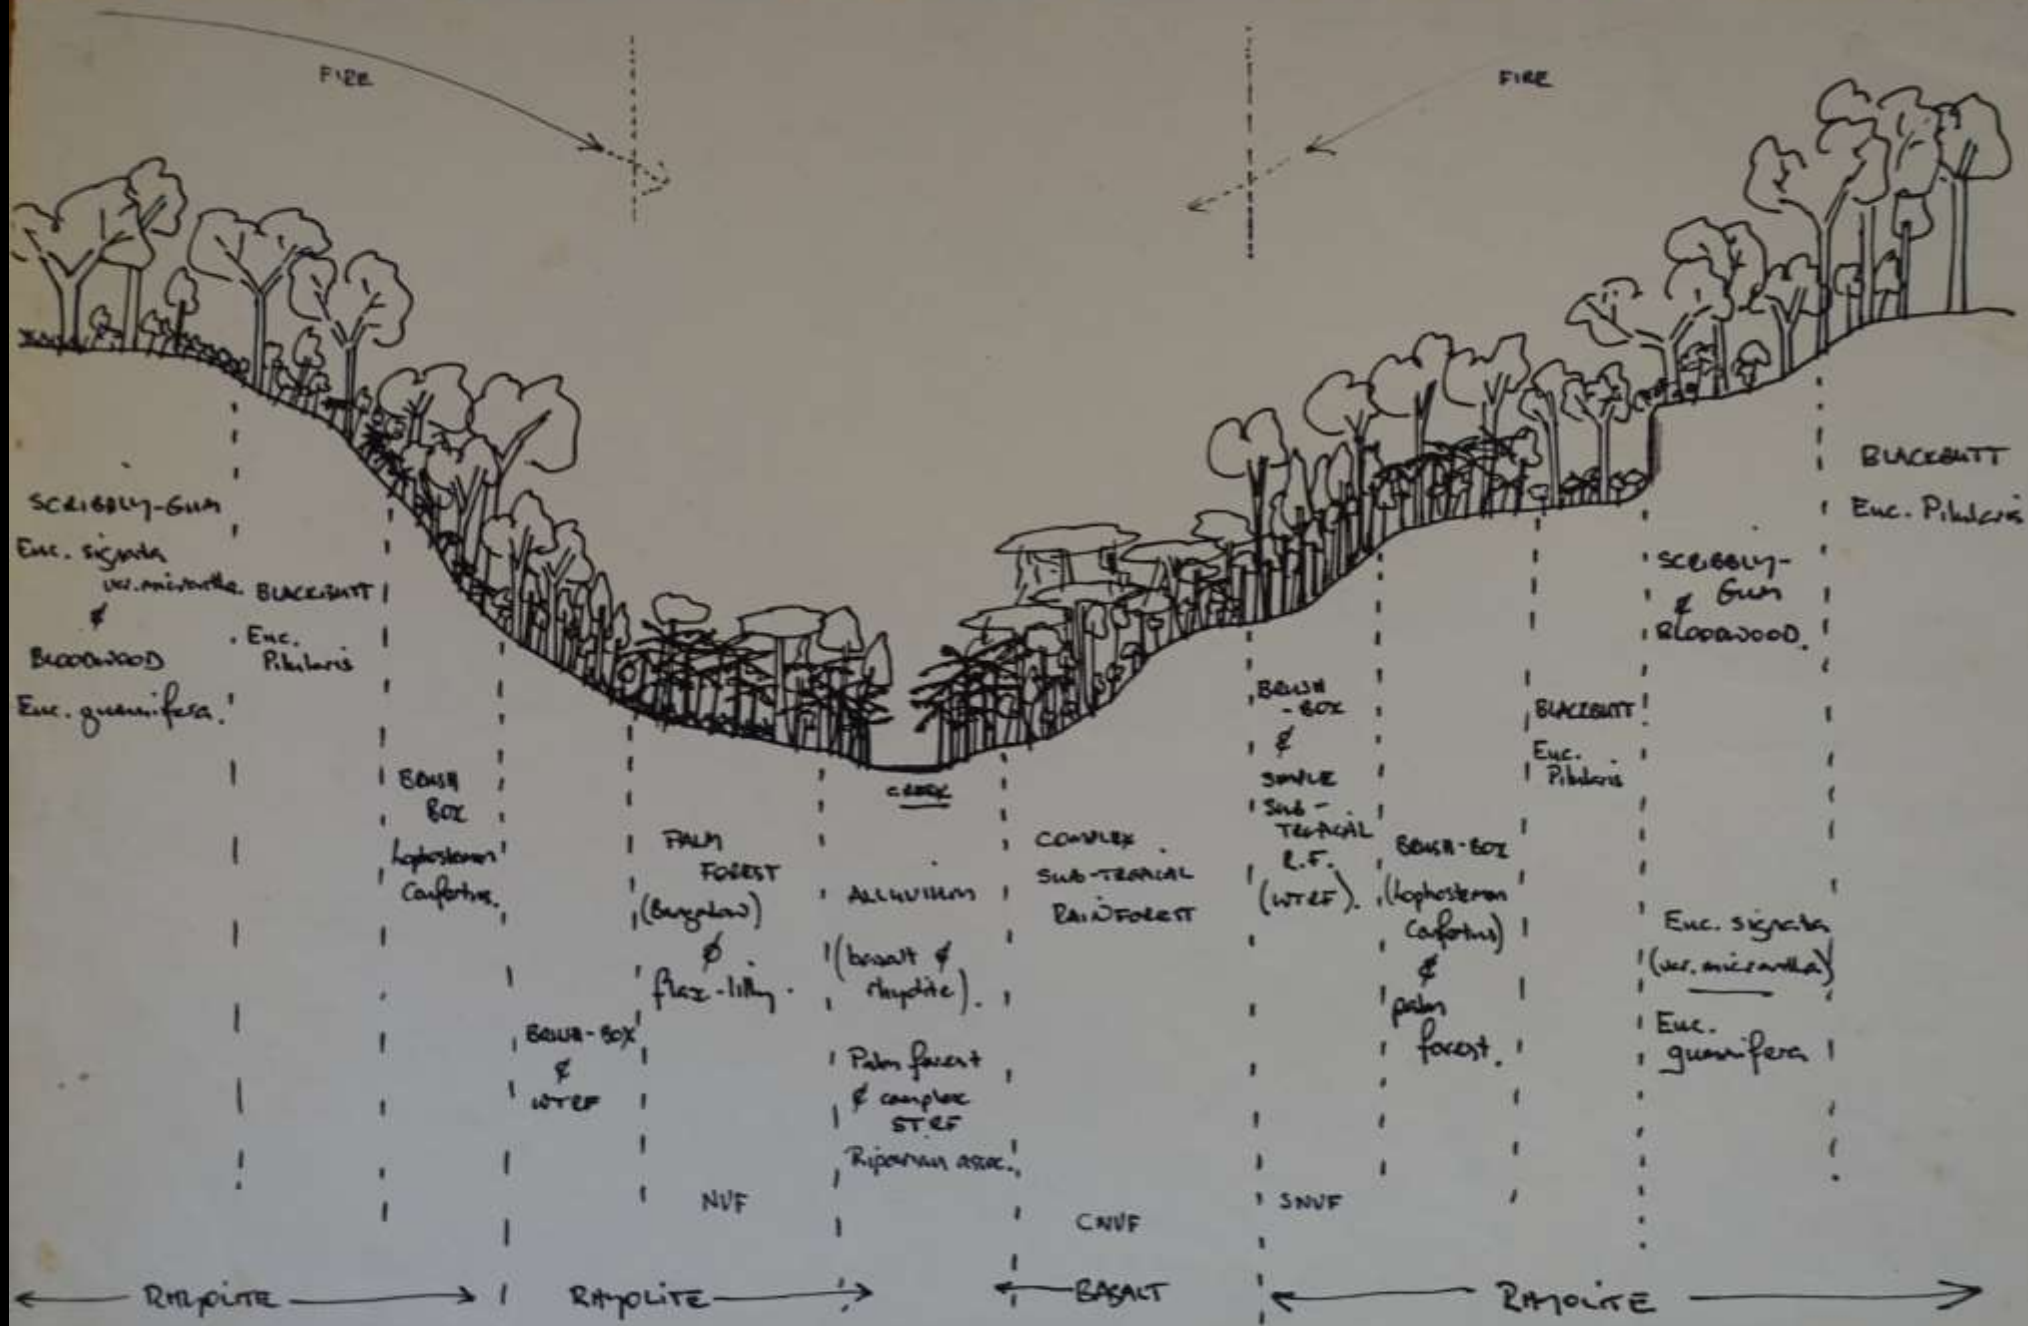 FIRE
FIRE
SCRIBBLY-GUM
Euc. signata
var. micrantha
&
BLOODWOOD
Euc. gummifera.
BLACKBUTT
Euc.
Pilularis
BRUSH
BOX
Lophostemon
Confertus.
BRUSH-BOX
&
WTRF
PALM
FOREST
(Bangalow)
&
flax-lilly.
NVF
CREEK
ALLUVIUM
(basalt &
rhyolite).
Palm forest
& complex
STRF
Riparian assoc.
COMPLEX
SUB-TROPICAL
RAINFOREST
CNVF
BRUSH
-BOX
&
SIMPLE
SUB-
TROPICAL
R.F.
(WTRF).
SNVF
BRUSH-BOX
(Lophostemon
Confertus)
&
palm
forest.
BLACKBUTT
Euc.
Pilularis
SCRIBBLY-
GUM
&
BLOODWOOD.
Euc. signata
(var. micrantha)
Euc.
gummifera
BLACKBUTT
Euc. Pilularis
RHYOLITE
RHYOLITE
BASALT
RHYOLITE